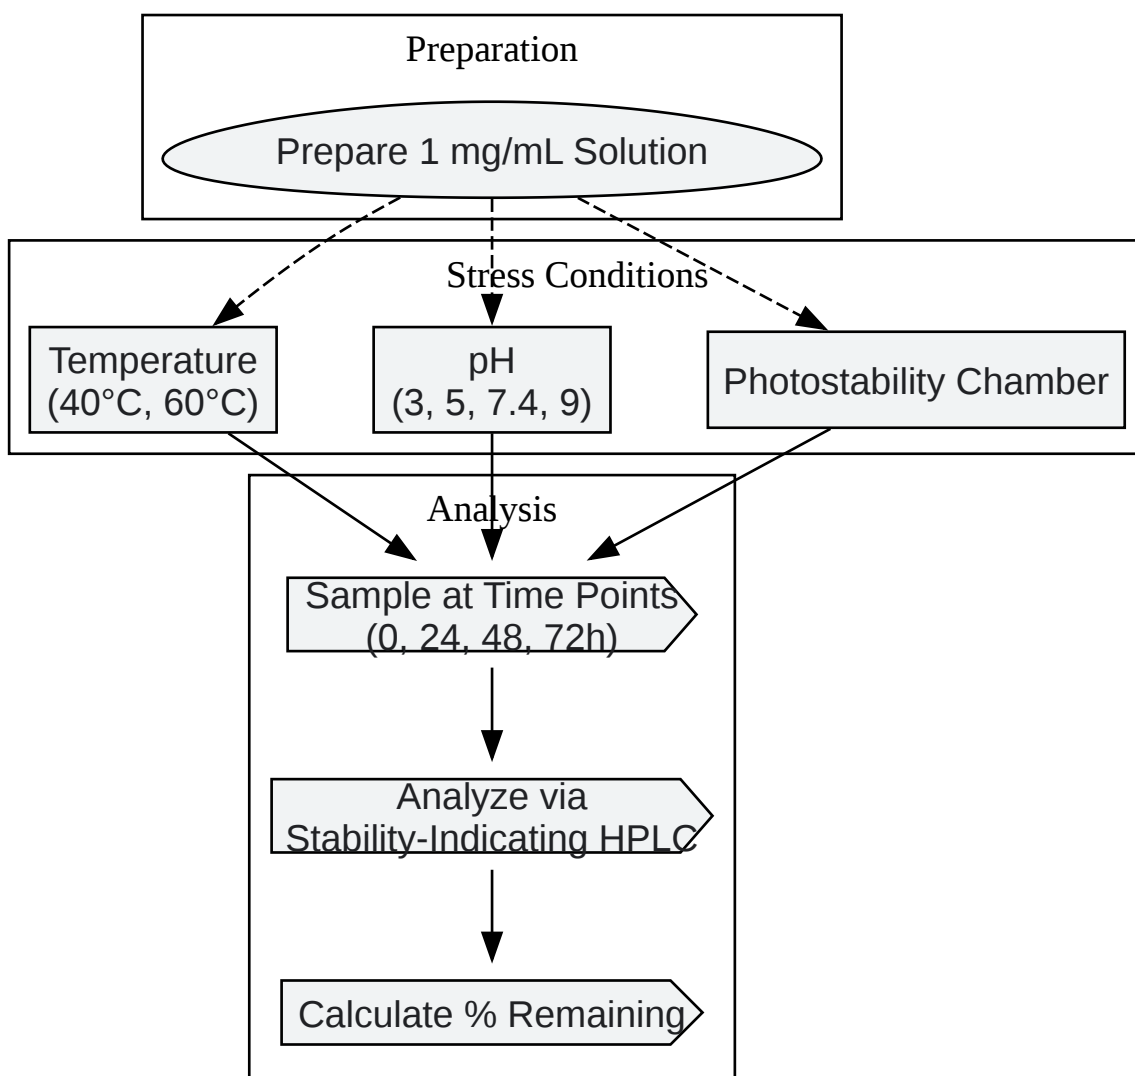 Preparation
Prepare 1 mg/mL Solution
Stress Conditions
Temperature
(40°C, 60°C)
pH
(3, 5, 7.4, 9)
Photostability Chamber
Analysis
Sample at Time Points
(0, 24, 48, 72h)
Analyze via
Stability-Indicating HPLC
Calculate % Remaining